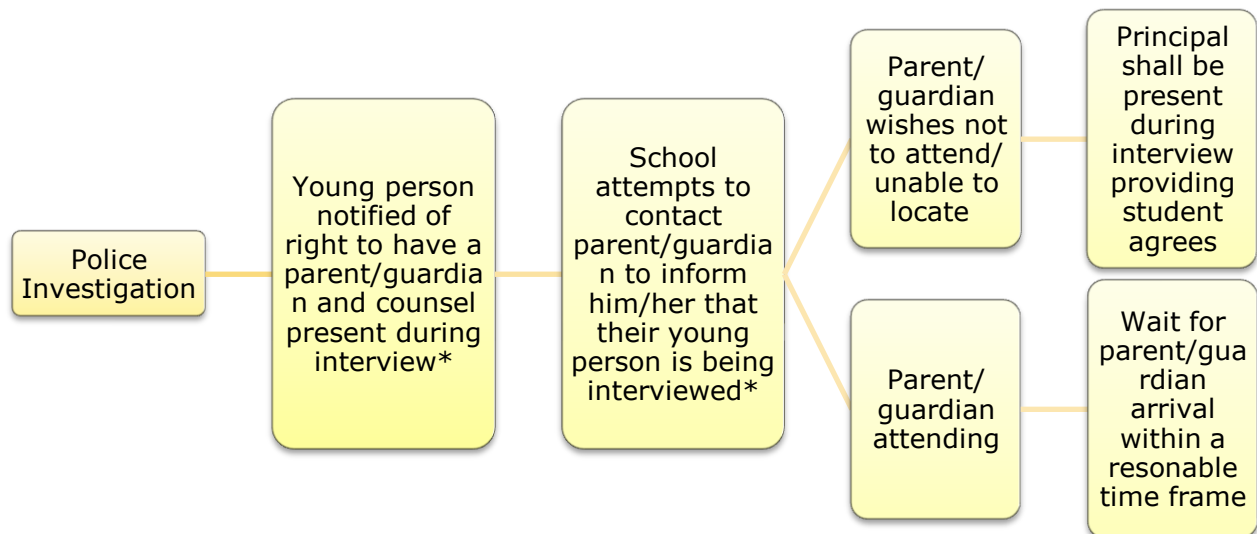 Police
Investigation
Young person
notified of
right to have a
parent/guardia
n and counsel
present during
interview*
School
attempts to
contact
parent/guardia
n to inform
him/her that
their young
person is being
interviewed*
Parent/
guardian
wishes not
to attend/
unable to
locate
Principal
shall be
present
during
interview
providing
student
agrees
Parent/
guardian
attending
Wait for
parent/gua
rdian
arrival
within a
resonable
time frame